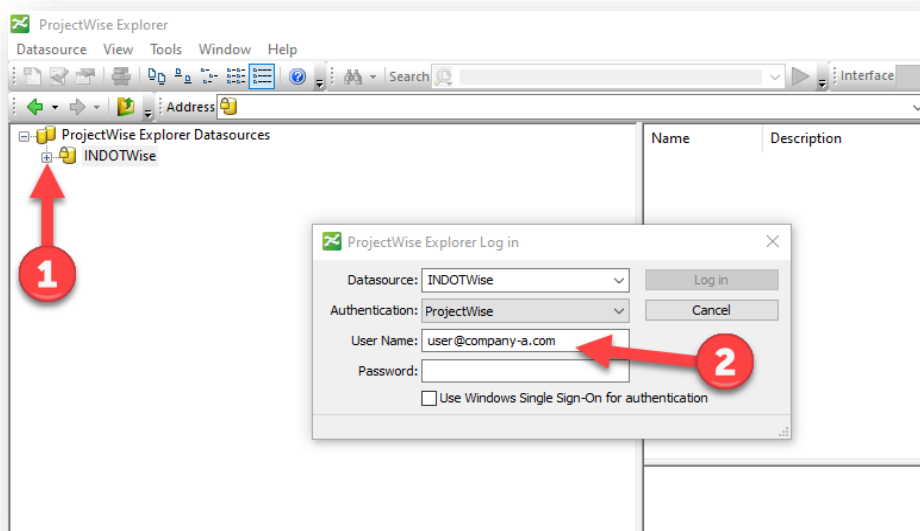 ProjectWise Explorer
Datasource View Tools Window Help
Search Interface
Address
ProjectWise Explorer Datasources
INDOTWise
Name Description
1
ProjectWise Explorer Log in
Datasource: INDOTWise Log in
Authentication: ProjectWise Cancel
User Name: user@company-a.com
2
Password:
Use Windows Single Sign-On for authentication